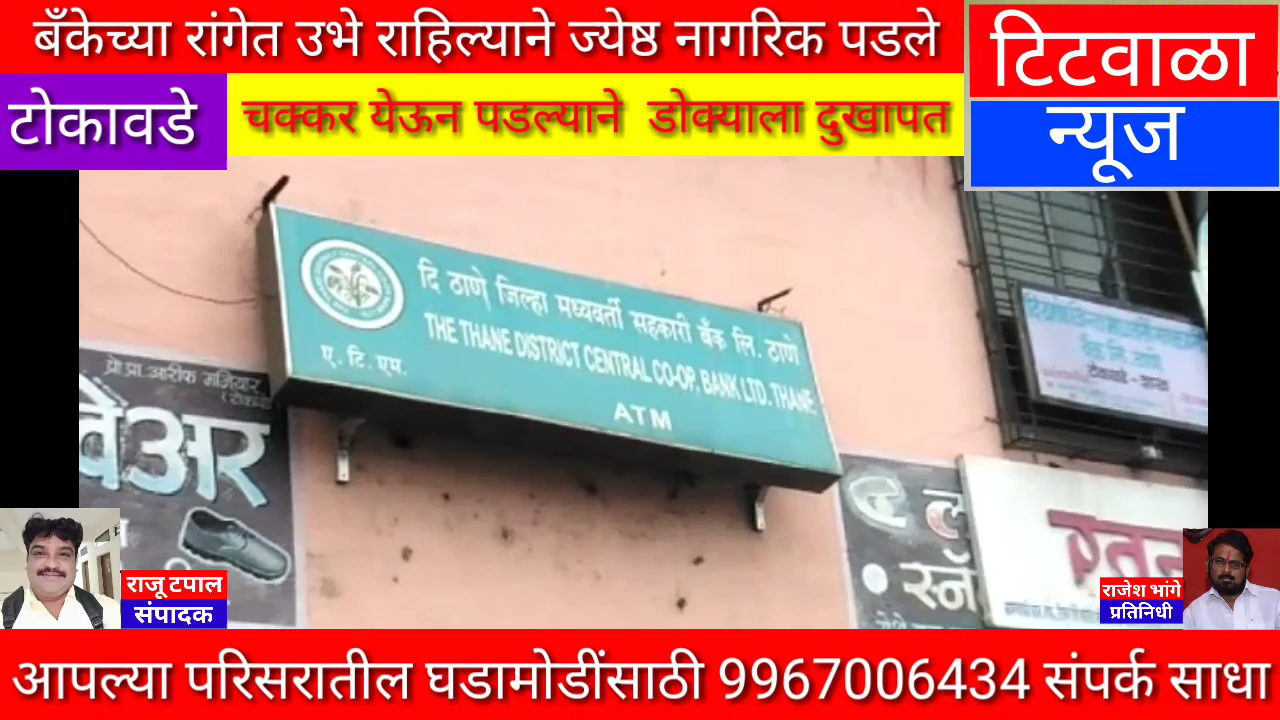 बँकेच्या रांगेत उभे राहिल्याने ज्येष्ठ नागरिक पडले
टिटवाळा
न्यूज
टोकावडे
चक्कर येऊन पडल्याने डोक्याला दुखापत
दि ठाणे जिल्हा मध्यवर्ती सहकारी बँक लि. ठाणे
THE THANE DISTRICT CENTRAL CO-OP. BANK LTD. THANE
ए. टि. एम.
ATM
प्रो.प्रा. आरीफ
वेअर
बँक लि. ठाणे
राजू टपाल
संपादक
राजेश भांगे
प्रतिनिधी
आपल्या परिसरातील घडामोडींसाठी 9967006434 संपर्क साधा